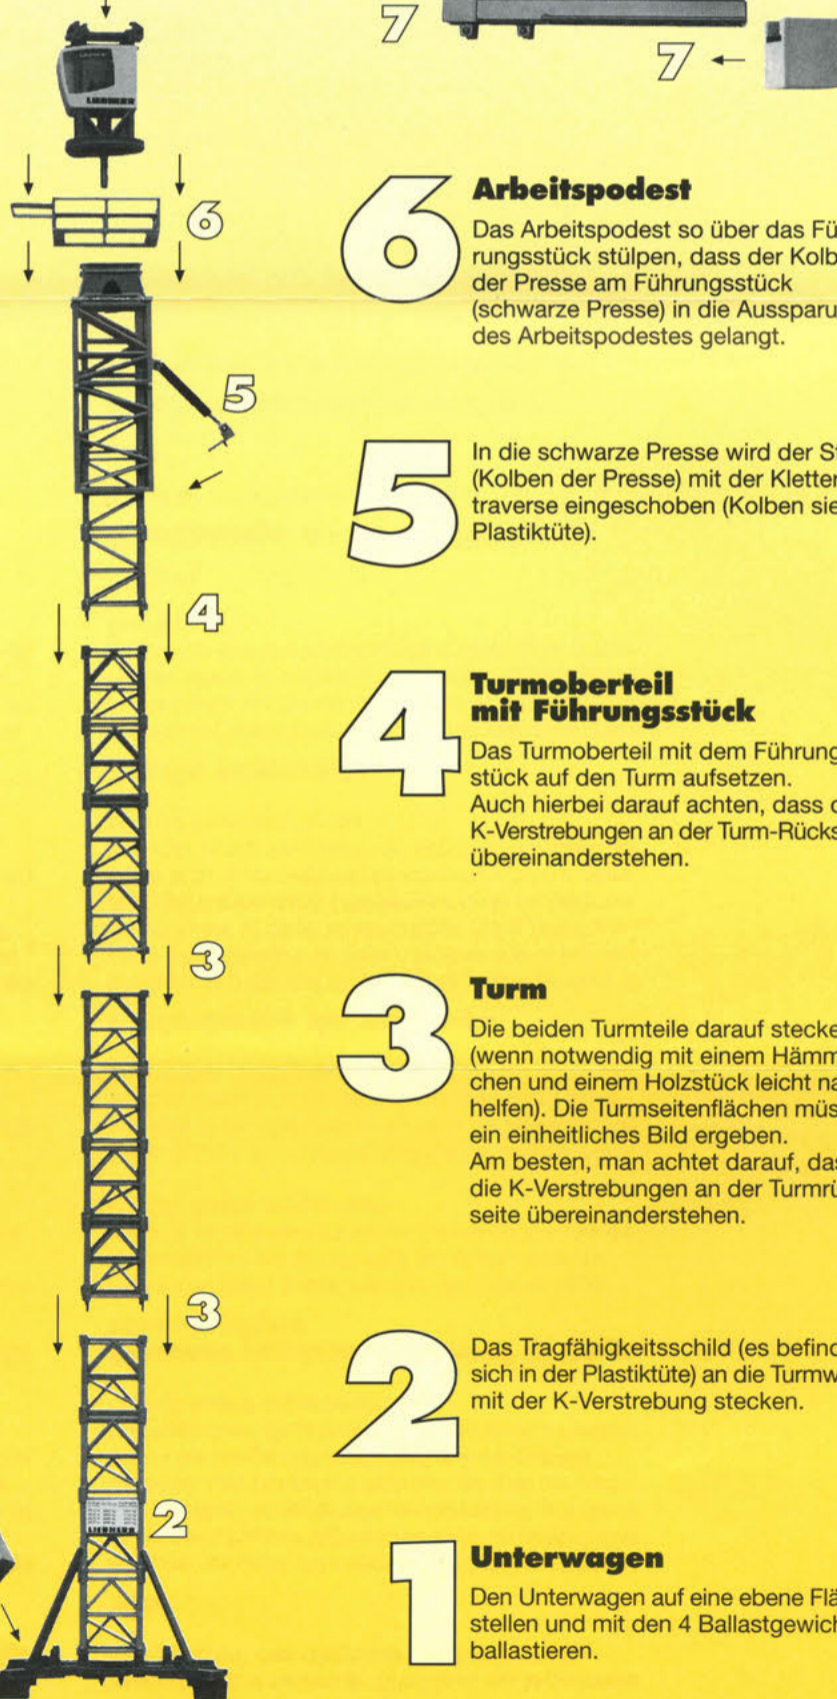 7
7
LIEBHERR
6
6
Arbeitspodest
Das Arbeitspodest so über das Fü
rungsstück stülpen, dass der Kolb
der Presse am Führungsstück
(schwarze Presse) in die Aussparu
des Arbeitspodestes gelangt.
5
5
In die schwarze Presse wird der S
(Kolben der Presse) mit der Kletter
traverse eingeschoben (Kolben sie
Plastiktüte).
4
4
Turmoberteil
mit Führungsstück
Das Turmoberteil mit dem Führung
stück auf den Turm aufsetzen.
Auch hierbei darauf achten, dass d
K-Verstrebungen an der Turm-Rücks
übereinanderstehen.
3
3
Turm
Die beiden Turmteile darauf stecke
(wenn notwendig mit einem Hämm
chen und einem Holzstück leicht na
helfen). Die Turmseitenflächen müs
ein einheitliches Bild ergeben.
Am besten, man achtet darauf, das
die K-Verstrebungen an der Turmrü
seite übereinanderstehen.
3
2
Das Tragfähigkeitsschild (es befind
sich in der Plastiktüte) an die Turmw
mit der K-Verstrebung stecken.
2
LIEBHERR
1
Unterwagen
Den Unterwagen auf eine ebene Flä
stellen und mit den 4 Ballastgewich
ballastieren.